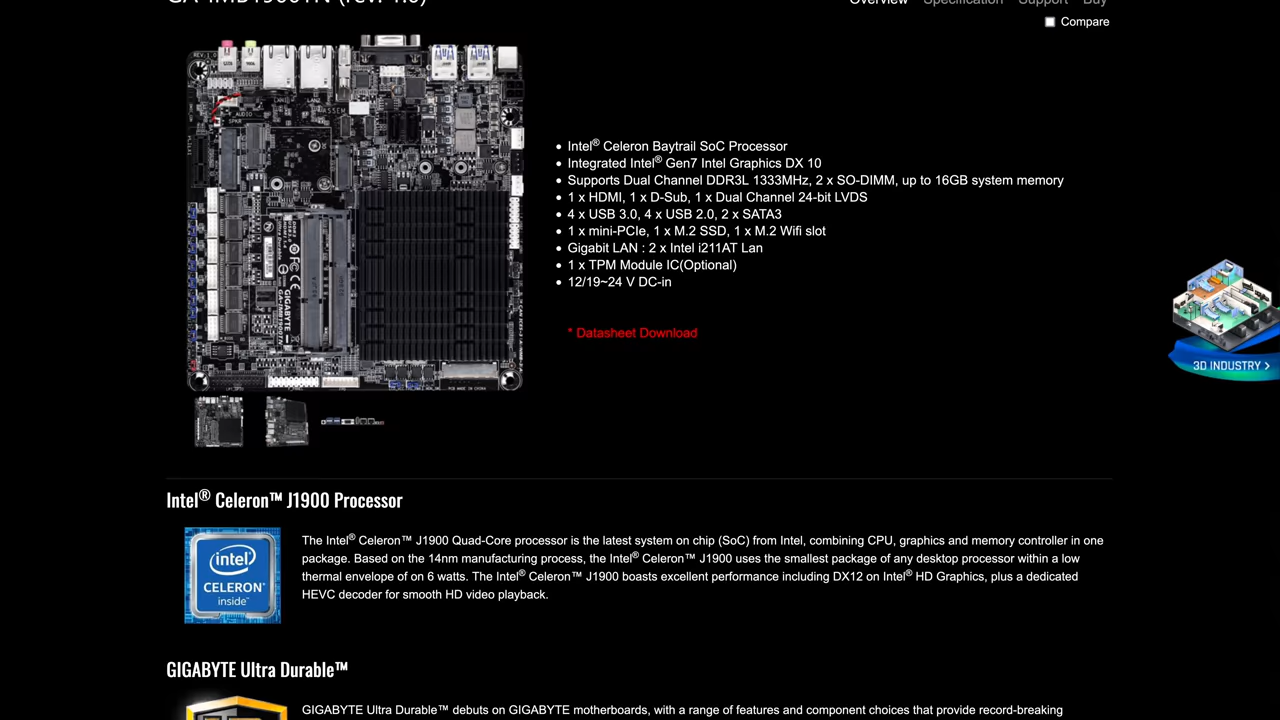 GA-IMB1900TN (rev. 1.0)
Overview Specification Support Buy
Compare
Intel® Celeron Baytrail SoC Processor
Integrated Intel® Gen7 Intel Graphics DX 10
Supports Dual Channel DDR3L 1333MHz, 2 x SO-DIMM, up to 16GB system memory
1 x HDMI, 1 x D-Sub, 1 x Dual Channel 24-bit LVDS
4 x USB 3.0, 4 x USB 2.0, 2 x SATA3
1 x mini-PCIe, 1 x M.2 SSD, 1 x M.2 Wifi slot
Gigabit LAN : 2 x Intel i211AT Lan
1 x TPM Module IC(Optional)
12/19~24 V DC-in
* Datasheet Download
3D INDUSTRY >
GIGABYTE
GA-IMB1900TN
Intel® Celeron™ J1900 Processor
intel
CELERON®
inside™
The Intel® Celeron™ J1900 Quad-Core processor is the latest system on chip (SoC) from Intel, combining CPU, graphics and memory controller in one
package. Based on the 14nm manufacturing process, the Intel® Celeron™ J1900 uses the smallest package of any desktop processor within a low
thermal envelope of on 6 watts. The Intel® Celeron™ J1900 boasts excellent performance including DX12 on Intel® HD Graphics, plus a dedicated
HEVC decoder for smooth HD video playback.
GIGABYTE Ultra Durable™
GIGABYTE Ultra Durable™ debuts on GIGABYTE motherboards, with a range of features and component choices that provide record-breaking